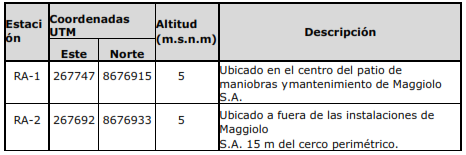 Estaci
ón
Coordenadas
UTM
Altitud
(m.s.n.m)
Descripción
Este
Norte
RA-1 267747 8676915 5 Ubicado en el centro del patio de
maniobras ymantenimiento de Maggiolo
S.A.
RA-2 267692 8676933 5 Ubicado a fuera de las instalaciones de
Maggiolo
S.A. 15 m del cerco perimétrico.